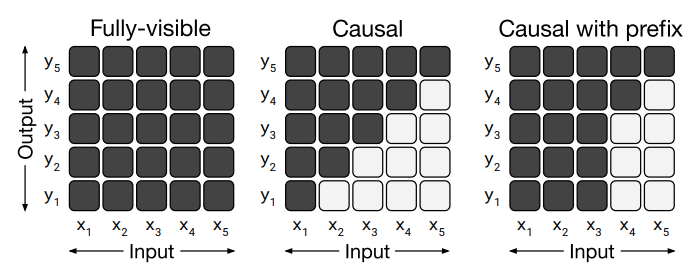 Fully-visible
Causal
Causal with prefix
Output
y5
y4
y3
y2
y1
x1 x2 x3 x4 x5
Input
y5
y4
y3
y2
y1
x1 x2 x3 x4 x5
Input
y5
y4
y3
y2
y1
x1 x2 x3 x4 x5
Input